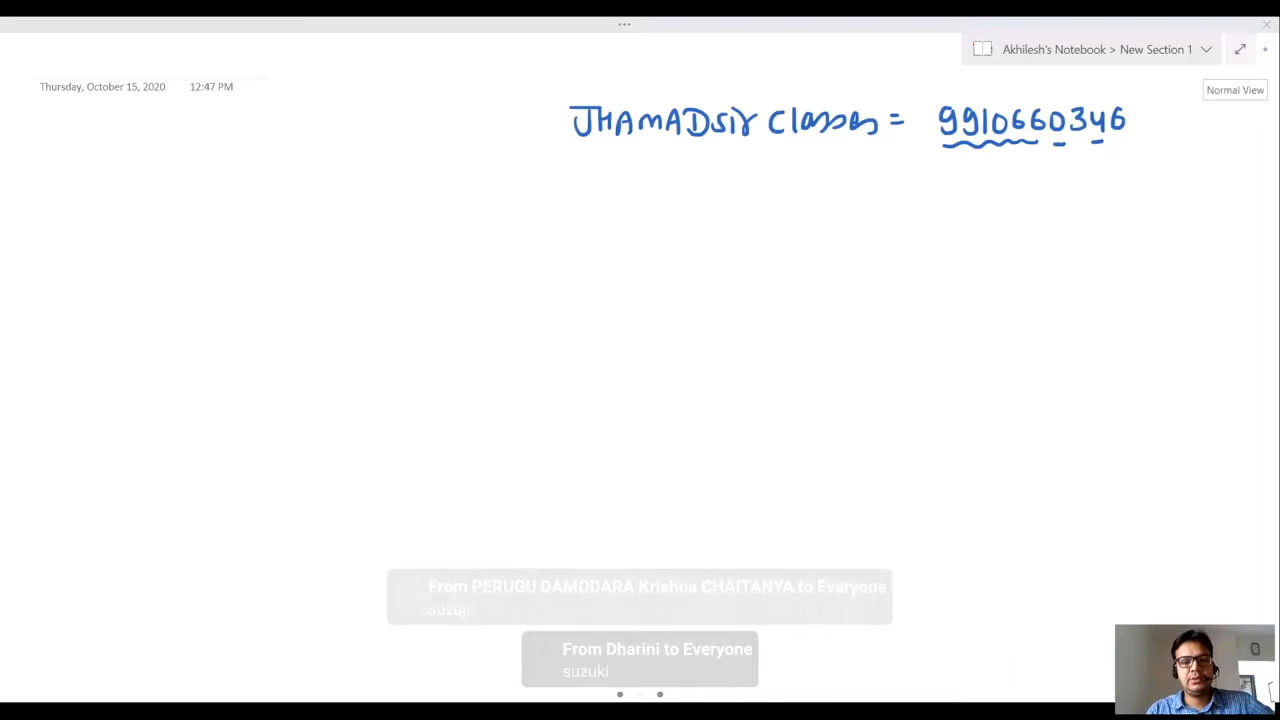 Akhilesh's Notebook > New Section 1
Thursday, October 15, 2020 12:47 PM
Normal View
JHAMADSir Classes = 9910660346
From PERUGU DAMODARA Krishna CHAITANYA to Everyone
suzuji
From Dharini to Everyone
suzuki